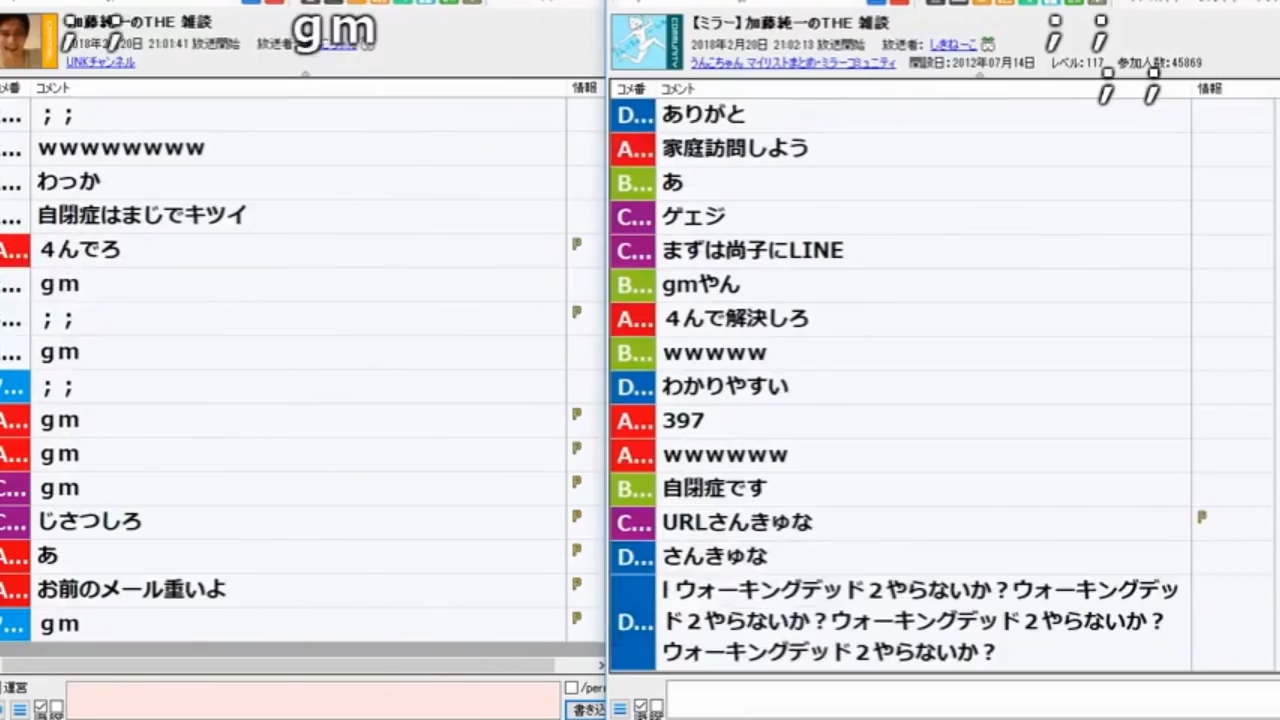 加藤純一のTHE 雑談
21:01:41 放送開始
UNKチャンネル
gm
; ;
コメント
情報
; ;
wwwwwwww
わっか
自閉症はまじでキツイ
4んでろ
gm
; ;
gm
; ;
gm
gm
gm
じさつしろ
あ
お前のメール重いよ
gm
運営
書き込
【ミラー】加藤純一のTHE 雑談
2018年2月20日 21:02:13 放送開始 放送者: しきねーこ
うんこちゃん マイリストまとめ・ミラーコミュニティ 開設日:2012年07月14日 レベル:117 参加人数:45869
; ;
; ;
コメ番 コメント 情報
D... ありがと
A... 家庭訪問しよう
B... あ
C... ゲェジ
C... まずは尚子にLINE
B... gmやん
A... 4んで解決しろ
B... wwwww
D... わかりやすい
A... 397
A... wwwwww
B... 自閉症です
C... URLさんきゅな
D... さんきゅな
D... lウォーキングデッド2やらないか?ウォーキングデッ
ド2やらないか?ウォーキングデッド2やらないか?
ウォーキングデッド2やらないか?